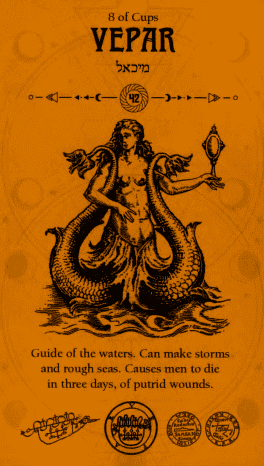 8 of Cups
VEPAR
מיכאל
42
Guide of the waters. Can make storms
and rough seas. Causes men to die
in three days, of putrid wounds.